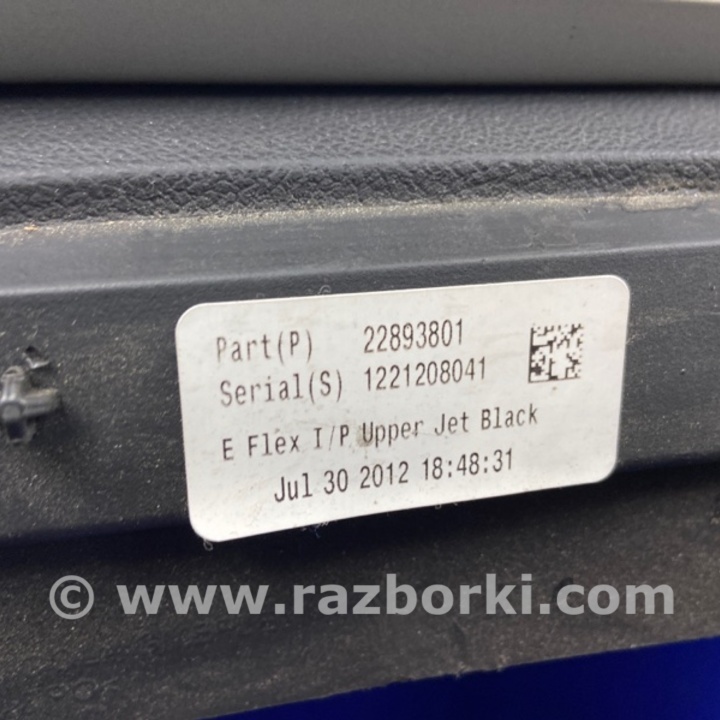 Part(P) 22893801
Serial(S) 1221208041
E Flex I/P Upper Jet Black
Jul 30 2012 18:48:31
© www.razborki.com